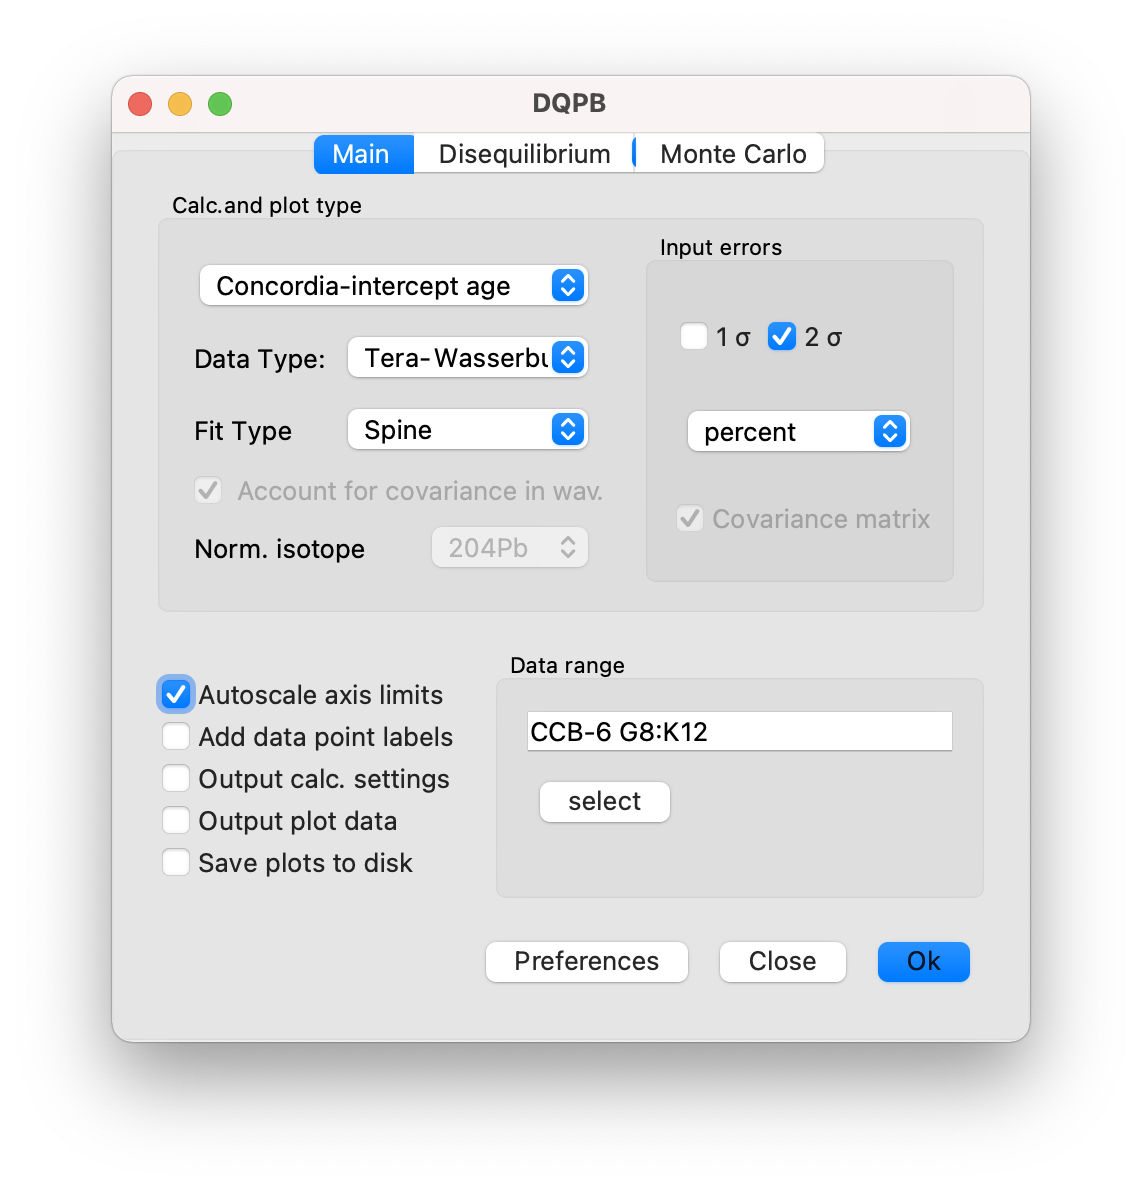 DQPB
Main Disequilibrium Monte Carlo
Calc.and plot type
Input errors
Concordia-intercept age
1 σ 2 σ
Data Type: Tera-Wasserbu
Fit Type Spine
percent
Account for covariance in wav.
Covariance matrix
Norm. isotope 204Pb
Data range
Autoscale axis limits
CCB-6 G8:K12
Add data point labels
Output calc. settings
select
Output plot data
Save plots to disk
Preferences Close Ok